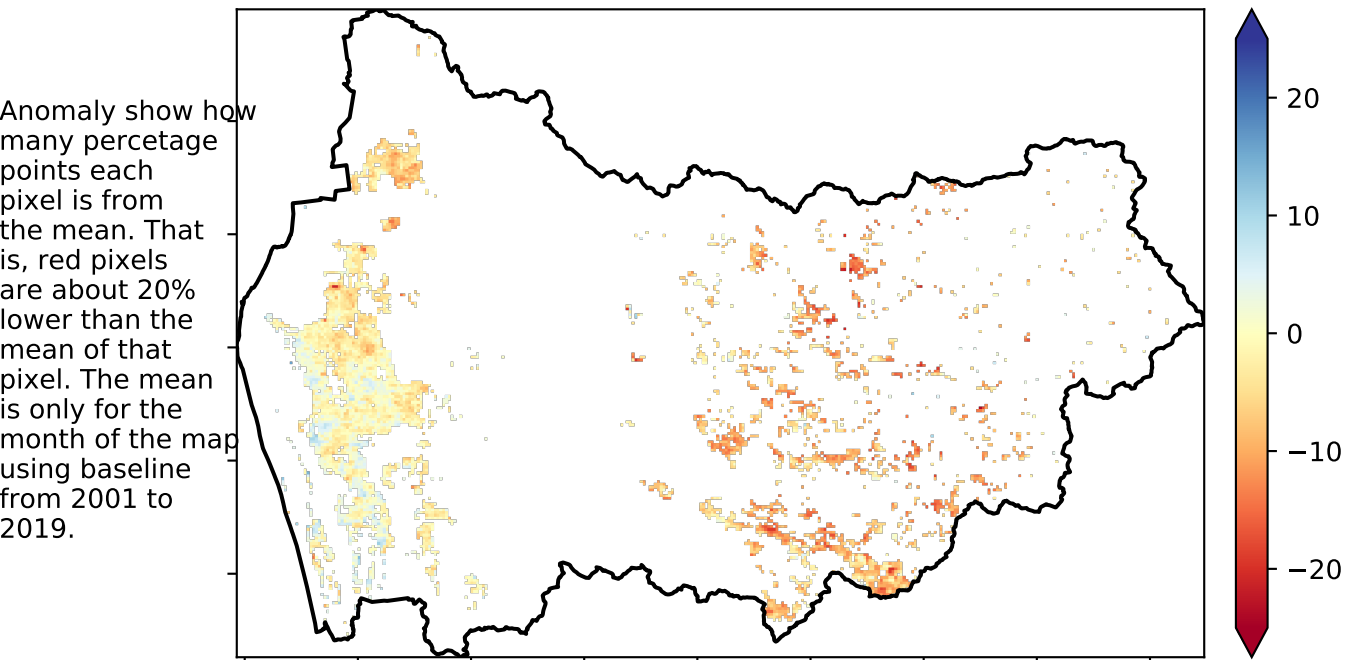 Anomaly show how
many percetage
points each
pixel is from
the mean. That
is, red pixels
are about 20%
lower than the
mean of that
pixel. The mean
is only for the
month of the map
using baseline
from 2001 to
2019.
20
10
0
−10
−20